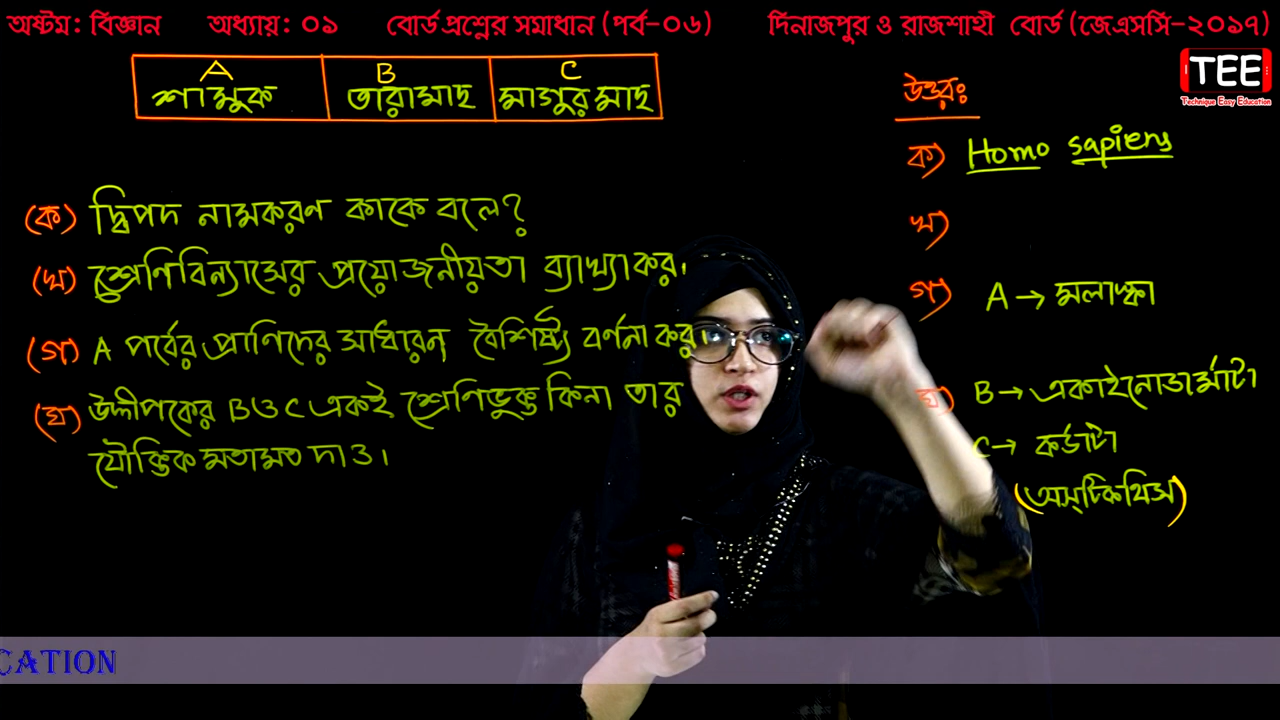 অষ্টম: বিজ্ঞান অধ্যায়: ০১ বোর্ড প্রশ্নের সমাধান (পর্ব-০৬) দিনাজপুর ও রাজশাহী বোর্ড (জেএসসি-২০১৭)
TEE
Technique Easy Education
A B C
শামুক তারামাছ মাগুর মাছ
(ক) দ্বিপদ নামকরণ কাকে বলে?
(খ) শ্রেণিবিন্যাসের প্রয়োজনীয়তা ব্যাখ্যা কর।
(গ) A পর্বের প্রাণিদের সাধারন বৈশিষ্ট্য বর্ণনা কর।
(ঘ) উদ্দীপকের B ও C একই শ্রেণিভুক্ত কিনা তার
যৌক্তিক মতামত দাও।
উত্তরঃ
ক) Homo sapiens
খ)
গ) A → মলাস্কা
ঘ) B → একাইনোডার্মাটা
C → কর্ডাটা
(অস্টিকথিস)
CATION